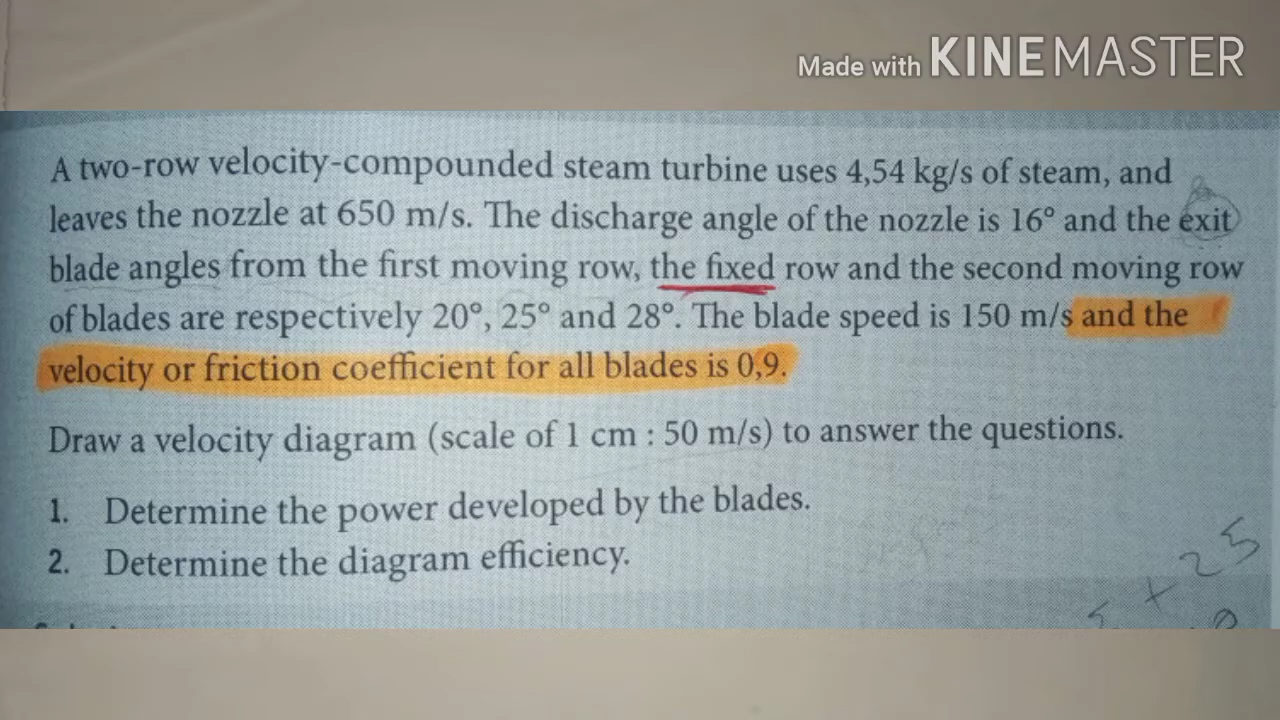 Made with KINEMASTER
A two-row velocity-compounded steam turbine uses 4,54 kg/s of steam, and
leaves the nozzle at 650 m/s. The discharge angle of the nozzle is 16° and the exit
blade angles from the first moving row, the fixed row and the second moving row
of blades are respectively 20°, 25° and 28°. The blade speed is 150 m/s and the
velocity or friction coefficient for all blades is 0,9.
Draw a velocity diagram (scale of 1 cm : 50 m/s) to answer the questions.
1. Determine the power developed by the blades.
2. Determine the diagram efficiency.
+ 25